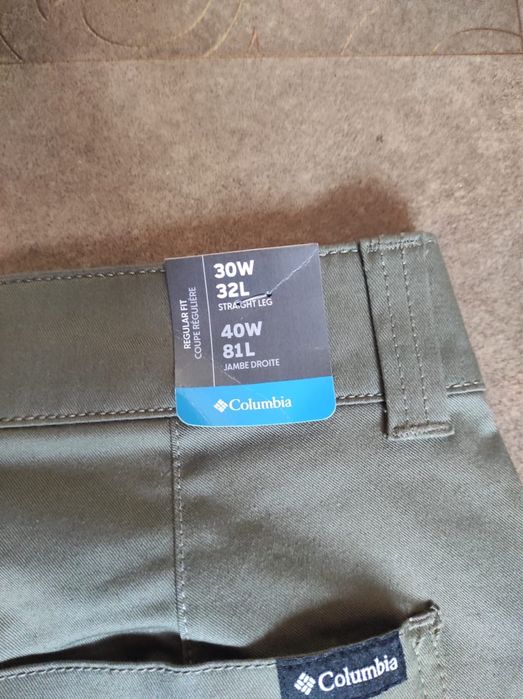 REGULAR FIT
COUPE RÉGULIÈRE
30W
32L
STRAIGHT LEG
40W
81L
JAMBE DROITE
Columbia
Columbia